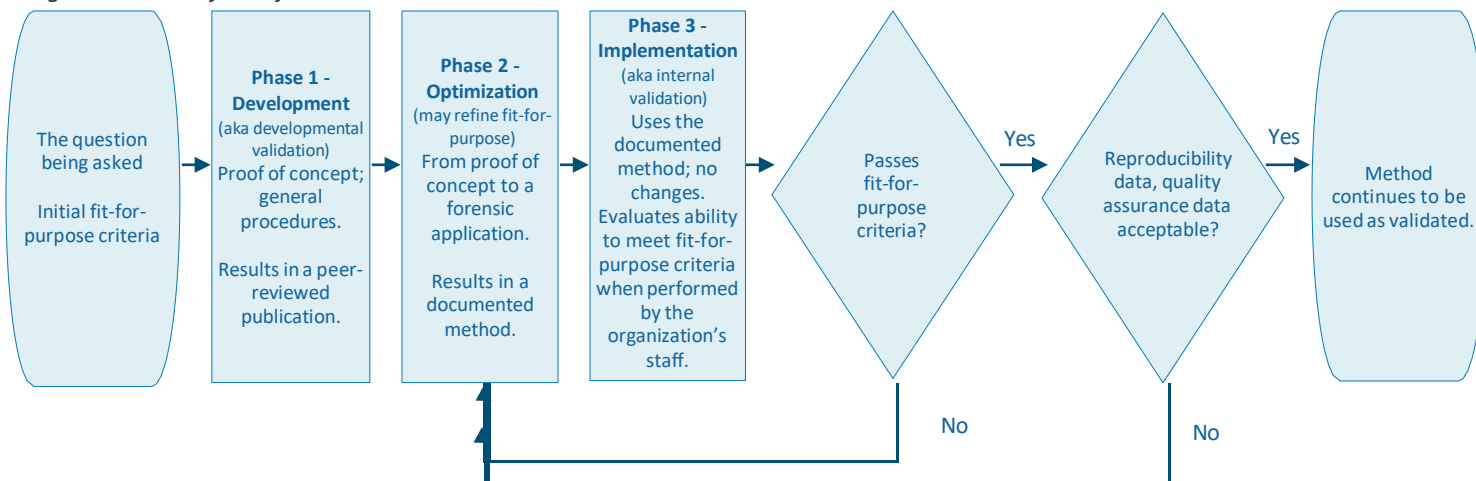 The question
being asked
Initial fit-for-
purpose criteria
Phase 1 -
Development
(aka developmental
validation)
Proof of concept;
general
procedures.
Results in a peer-
reviewed
publication.
Phase 2 -
Optimization
(may refine fit-for-
purpose)
From proof of
concept to a
forensic
application.
Results in a
documented
method.
Phase 3 -
Implementation
(aka internal
validation)
Uses the
documented
method; no
changes.
Evaluates ability
to meet fit-for-
purpose criteria
when performed
by the
organization's
staff.
Passes
fit-for-
purpose
criteria?
Yes
No
Reproducibility
data, quality
assurance data
acceptable?
Yes
No
Method
continues to be
used as validated.